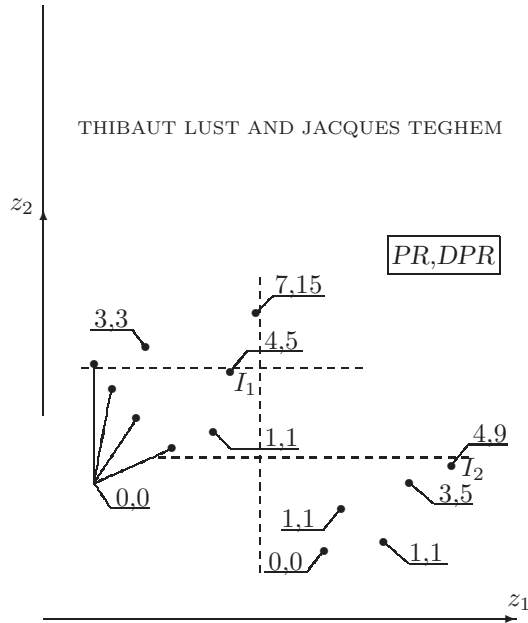 THIBAUT LUST AND JACQUES TEGHEM
z2
PR,DPR
7,15
3,3
4,5
I1
1,1
4,9
I2
0,0
3,5
1,1
0,0
1,1
z1